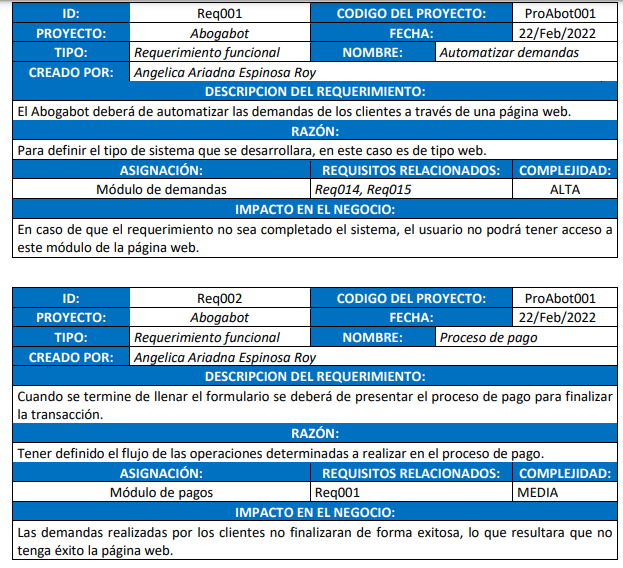 ID: Req001 CODIGO DEL PROYECTO: ProAbot001
PROYECTO: Abogabot FECHA: 22/Feb/2022
TIPO: Requerimiento funcional NOMBRE: Automatizar demandas
CREADO POR: Angelica Ariadna Espinosa Roy
DESCRIPCION DEL REQUERIMIENTO:
El Abogabot deberá de automatizar las demandas de los clientes a través de una página web.
RAZÓN:
Para definir el tipo de sistema que se desarrollara, en este caso es de tipo web.
ASIGNACIÓN: REQUISITOS RELACIONADOS: COMPLEJIDAD:
Módulo de demandas Req014, Req015 ALTA
IMPACTO EN EL NEGOCIO:
En caso de que el requerimiento no sea completado el sistema, el usuario no podrá tener acceso a
este módulo de la página web.
ID: Req002 CODIGO DEL PROYECTO: ProAbot001
PROYECTO: Abogabot FECHA: 22/Feb/2022
TIPO: Requerimiento funcional NOMBRE: Proceso de pago
CREADO POR: Angelica Ariadna Espinosa Roy
DESCRIPCION DEL REQUERIMIENTO:
Cuando se termine de llenar el formulario se deberá de presentar el proceso de pago para finalizar
la transacción.
RAZÓN:
Tener definido el flujo de las operaciones determinadas a realizar en el proceso de pago.
ASIGNACIÓN: REQUISITOS RELACIONADOS: COMPLEJIDAD:
Módulo de pagos Req001 MEDIA
IMPACTO EN EL NEGOCIO:
Las demandas realizadas por los clientes no finalizaran de forma exitosa, lo que resultara que no
tenga éxito la página web.